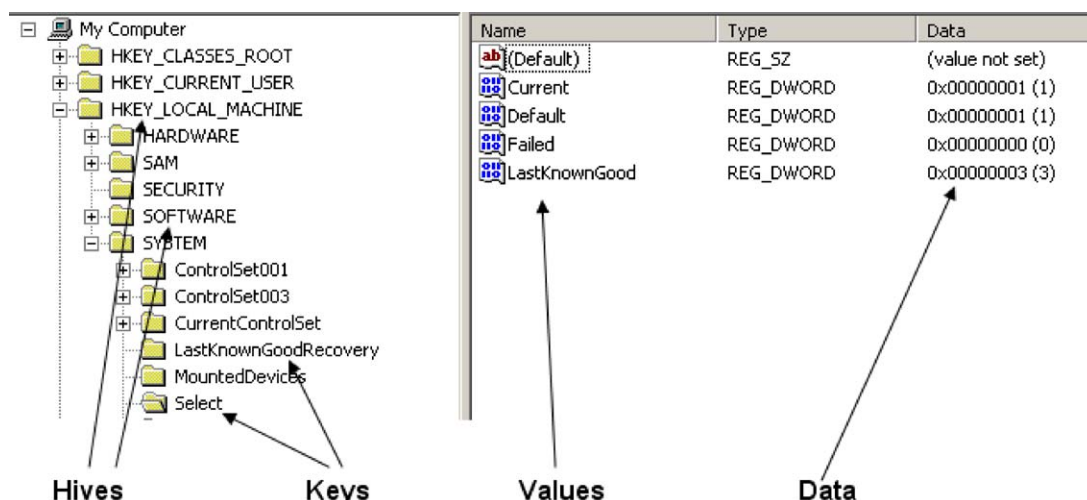 My Computer
HKEY_CLASSES_ROOT
HKEY_CURRENT_USER
HKEY_LOCAL_MACHINE
HARDWARE
SAM
SECURITY
SOFTWARE
SYSTEM
ControlSet001
ControlSet003
CurrentControlSet
LastKnownGoodRecovery
MountedDevices
Select
Name Type Data
(Default) REG_SZ (value not set)
Current REG_DWORD 0x00000001 (1)
Default REG_DWORD 0x00000001 (1)
Failed REG_DWORD 0x00000000 (0)
LastKnownGood REG_DWORD 0x00000003 (3)
Hives Keys Values Data